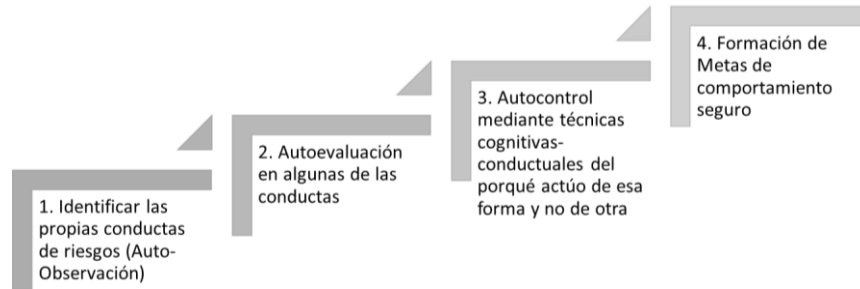 1. Identificar las
propias conductas
de riesgos (Auto-
Observación)
2. Autoevaluación
en algunas de las
conductas
3. Autocontrol
mediante técnicas
cognitivas-
conductuales del
porqué actúo de esa
forma y no de otra
4. Formación de
Metas de
comportamiento
seguro